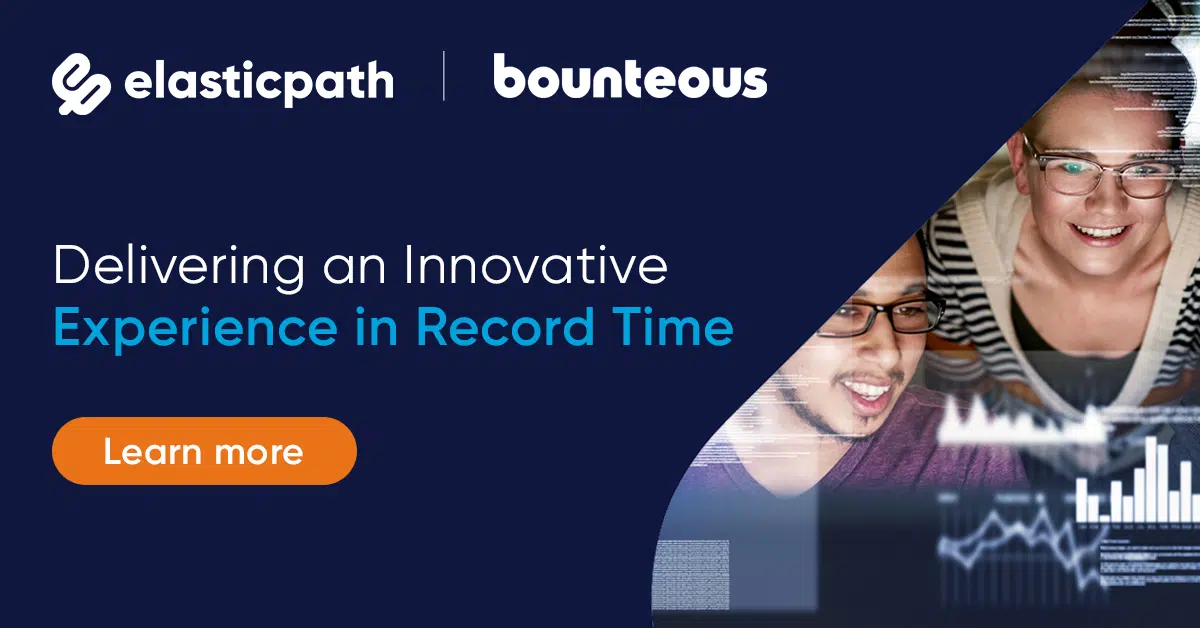 elasticpath | bounteous
Delivering an Innovative
Experience in Record Time
Learn more